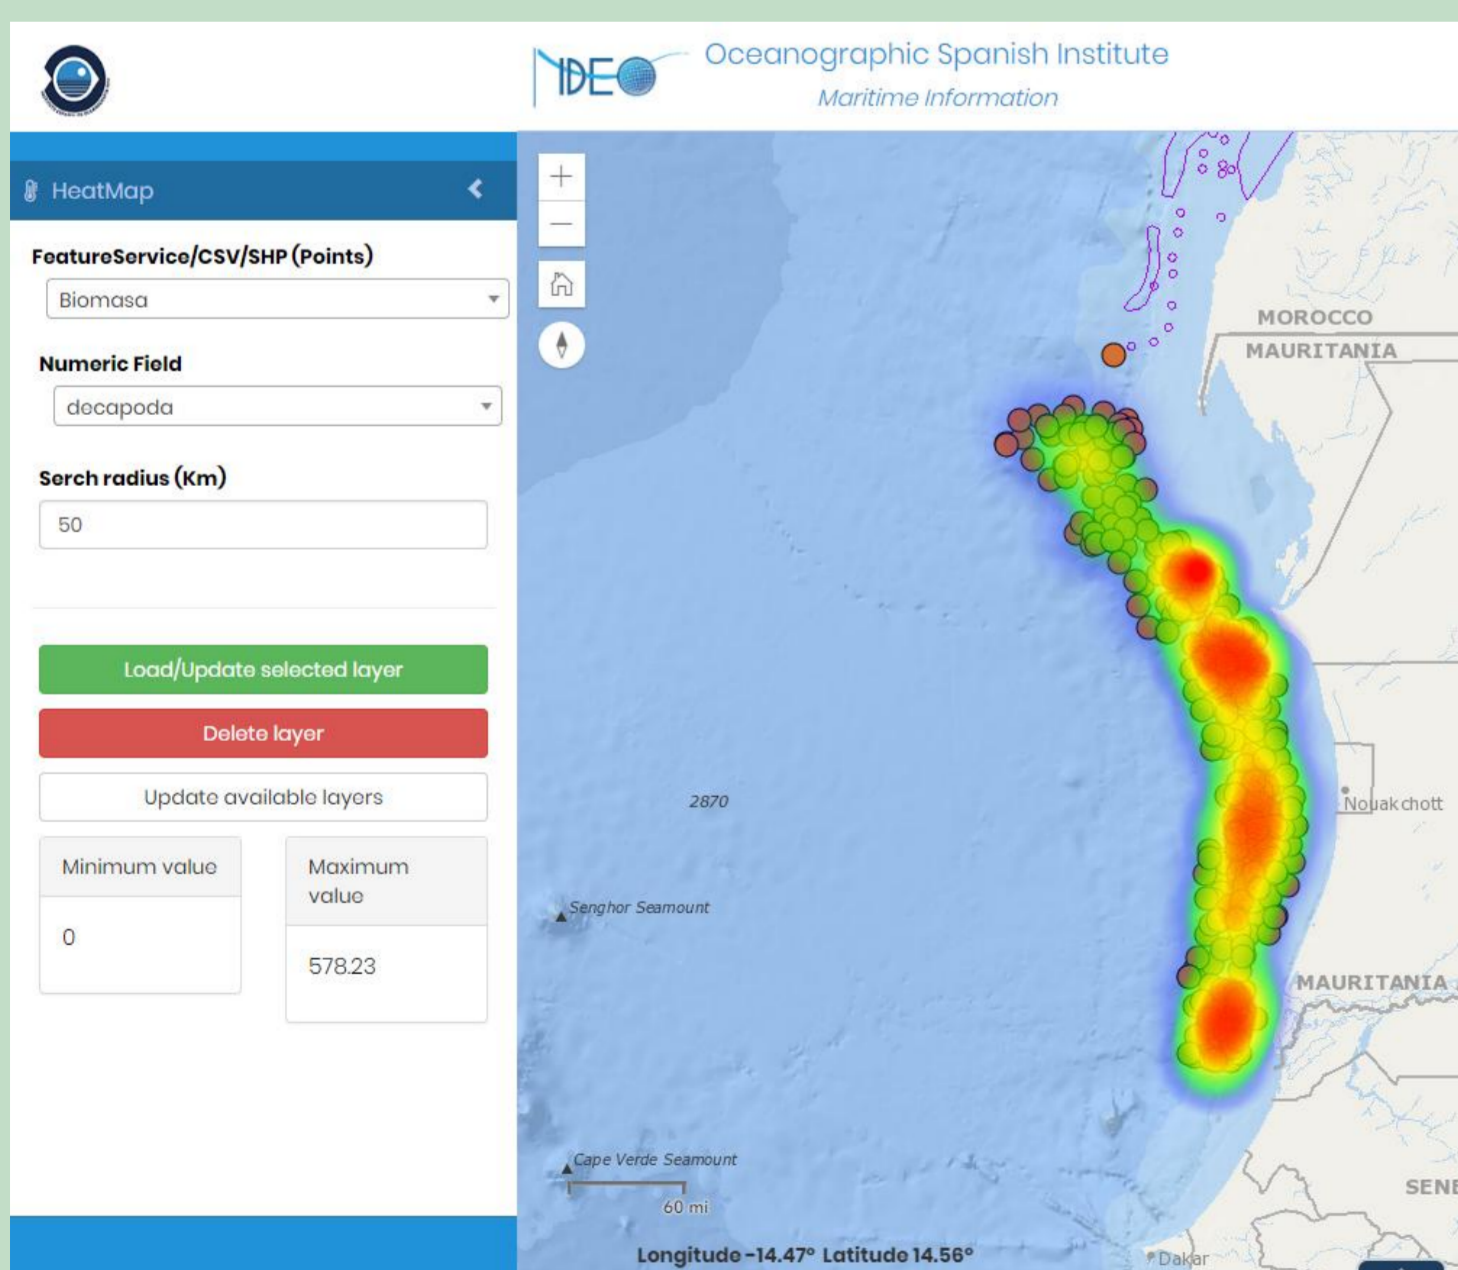 IDEO
Oceanographic Spanish Institute
Maritime Information
HeatMap
FeatureService/CSV/SHP (Points)
Biomasa
Numeric Field
decapoda
Serch radius (Km)
50
Load/Update selected layer
Delete layer
Update available layers
Minimum value
0
Maximum
value
578.23
MOROCCO
MAURITANIA
2870
Nouakchott
Senghor Seamount
MAURITANIA
Cape Verde Seamount
60 mi
SENE
Longitude -14.47° Latitude 14.56°
Dakar